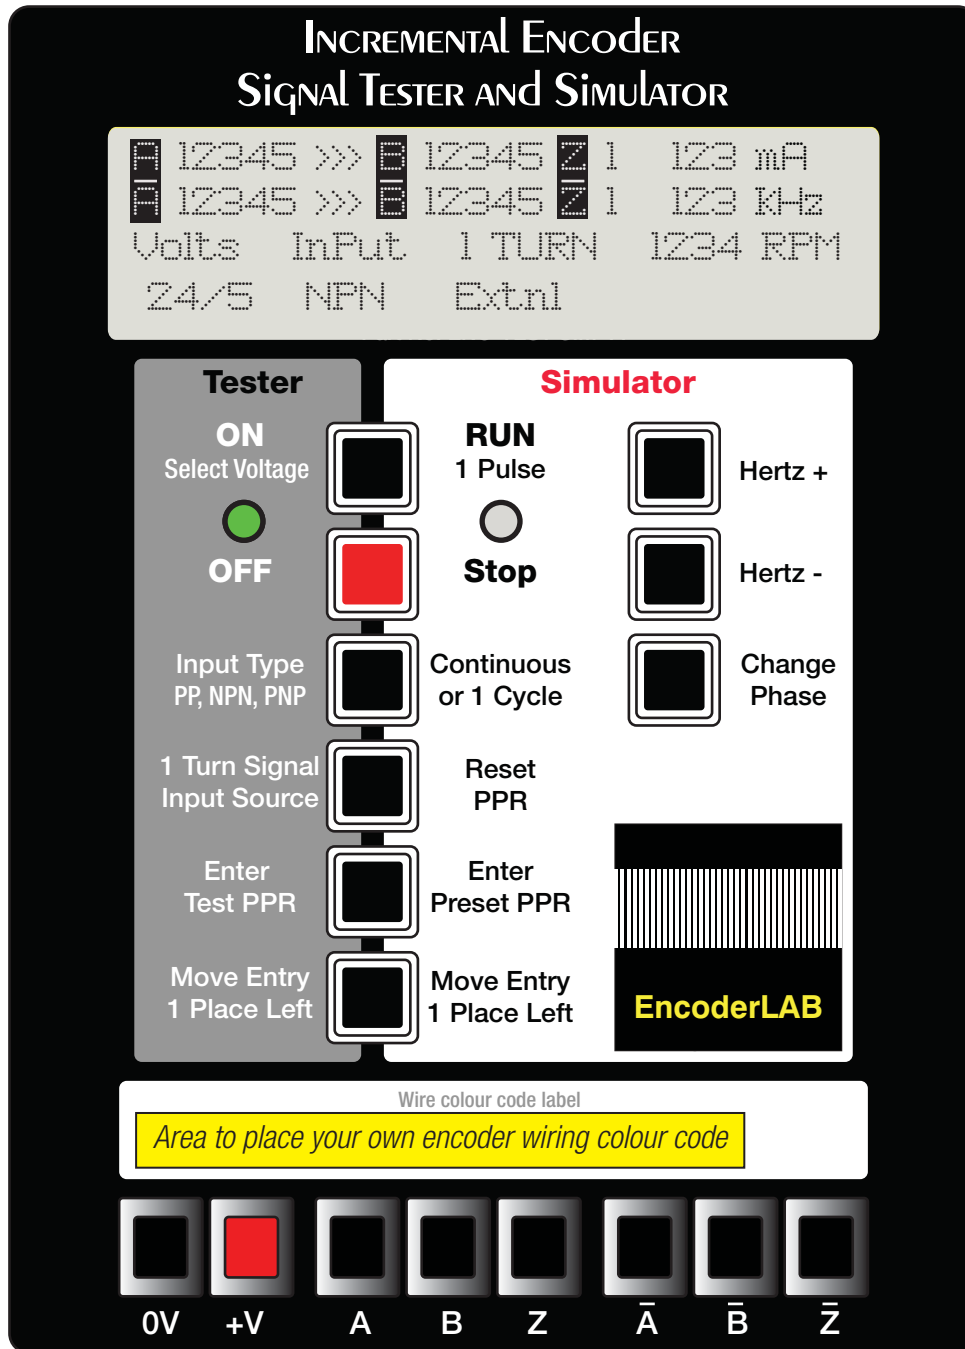 Incremental Encoder
Signal Tester and Simulator
A 12345 >>> B 12345 Z 1 123 mA
A̅ 12345 >>> B̅ 12345 Z̅ 1 123 KHz
Volts InPut 1 TURN 1234 RPM
24/5 NPN Extnl
Tester
Simulator
ON
Select Voltage
RUN
1 Pulse
Hertz +
OFF
Stop
Hertz -
Input Type
PP, NPN, PNP
Continuous
or 1 Cycle
Change
Phase
1 Turn Signal
Input Source
Reset
PPR
Enter
Test PPR
Enter
Preset PPR
Move Entry
1 Place Left
Move Entry
1 Place Left
EncoderLAB
Wire colour code label
Area to place your own encoder wiring colour code
0V +V A B Z A̅ B̅ Z̅